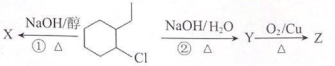 X ← NaOH/醇 ① △ Cl NaOH/H₂O ② △ → Y O₂/Cu △ → Z